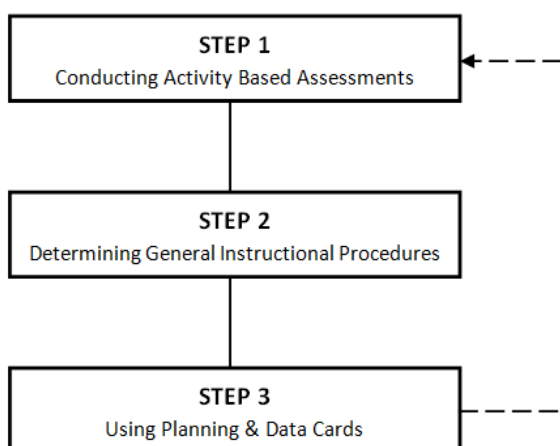 STEP 1
Conducting Activity Based Assessments
STEP 2
Determining General Instructional Procedures
STEP 3
Using Planning & Data Cards